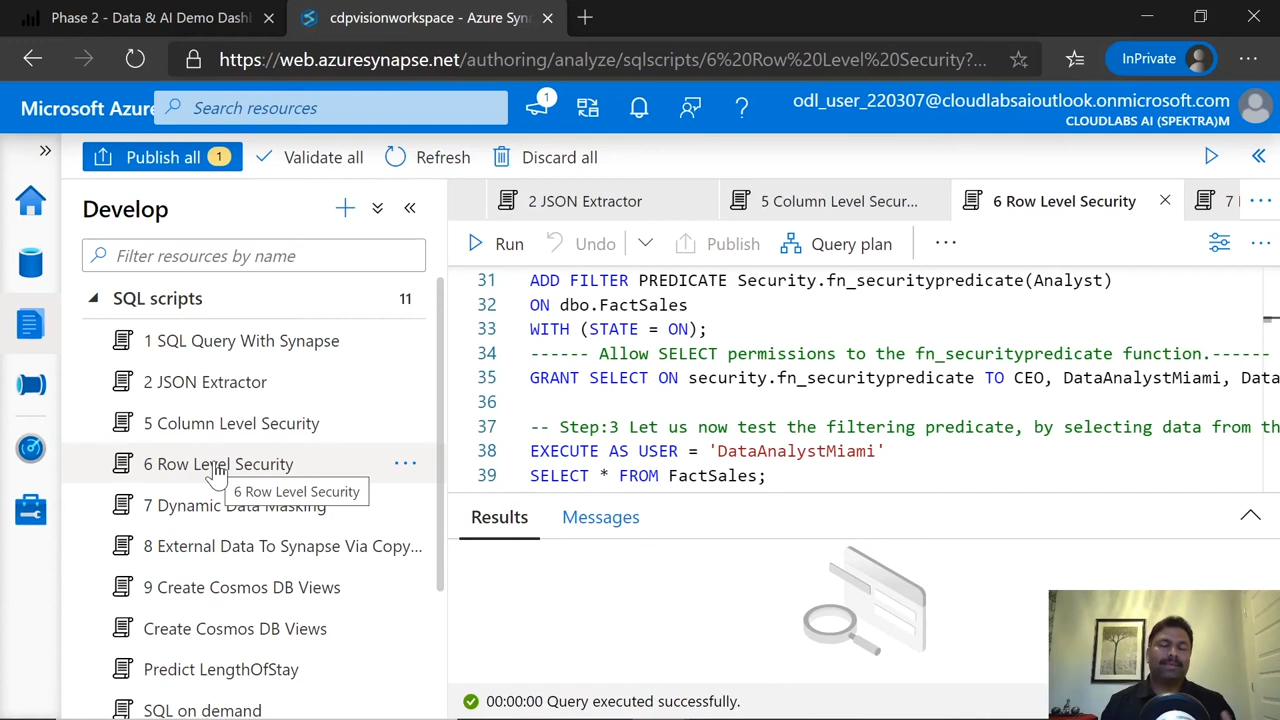 Phase 2 - Data & AI Demo Dashl
cdpvisionworkspace - Azure Syna
https://web.azuresynapse.net/authoring/analyze/sqlscripts/6%20Row%20Level%20Security?...
InPrivate
Microsoft Azure
Search resources
1
odl_user_220307@cloudlabsaioutlook.onmicrosoft.com
CLOUDLABS AI (SPEKTRA)M
Publish all 1
Validate all
Refresh
Discard all
Develop
Filter resources by name
SQL scripts 11
1 SQL Query With Synapse
2 JSON Extractor
5 Column Level Security
6 Row Level Security
6 Row Level Security
7 Dynamic Data Masking
8 External Data To Synapse Via Copy...
9 Create Cosmos DB Views
Create Cosmos DB Views
Predict LengthOfStay
SQL on demand
2 JSON Extractor
5 Column Level Secur...
6 Row Level Security
7
Run
Undo
Publish
Query plan
31 ADD FILTER PREDICATE Security.fn_securitypredicate(Analyst)
32 ON dbo.FactSales
33 WITH (STATE = ON);
34 ------ Allow SELECT permissions to the fn_securitypredicate function.------
35 GRANT SELECT ON security.fn_securitypredicate TO CEO, DataAnalystMiami, Data
36
37 -- Step:3 Let us now test the filtering predicate, by selecting data from th
38 EXECUTE AS USER = 'DataAnalystMiami'
39 SELECT * FROM FactSales;
Results
Messages
00:00:00 Query executed successfully.